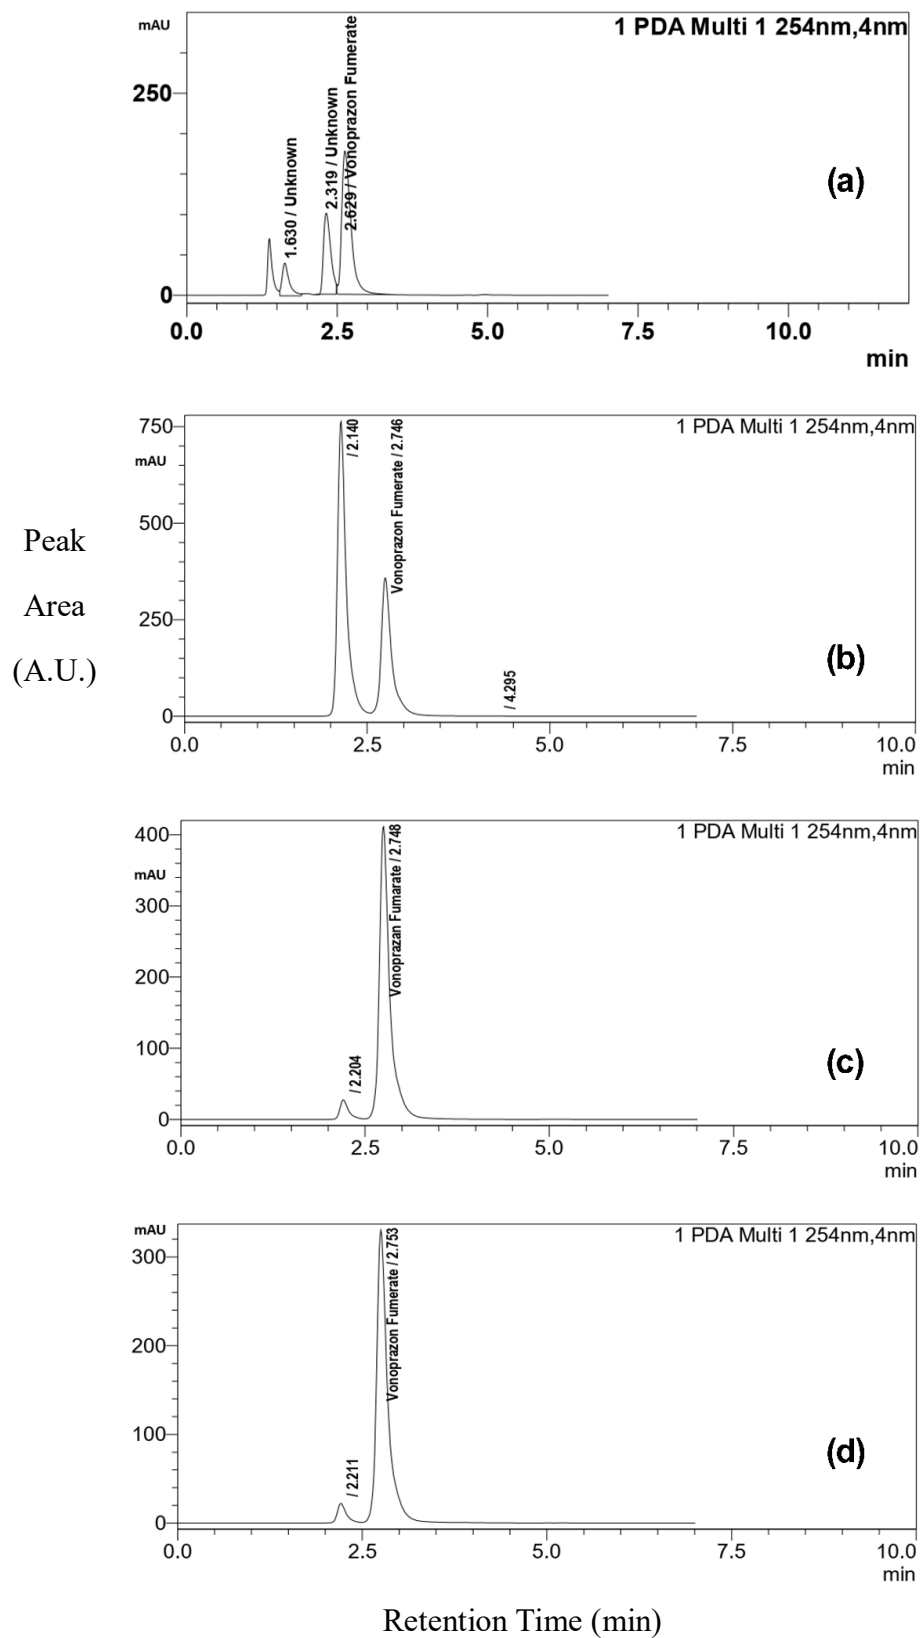 mAU
1 PDA Multi 1 254nm,4nm
250
0
1.630 / Unknown
2.319 / Unknown
2.629 / Vonoprazon Fumerate
(a)
0.0 2.5 5.0 7.5 10.0
min
750
mAU
1 PDA Multi 1 254nm,4nm
500
250
0
/ 2.140
Vonoprazon Fumerate / 2.746
/ 4.295
(b)
0.0 2.5 5.0 7.5 10.0
min
Peak
Area
(A.U.)
400
mAU
1 PDA Multi 1 254nm,4nm
300
200
100
0
/ 2.204
Vonoprazan Fumarate / 2.748
(c)
0.0 2.5 5.0 7.5 10.0
min
mAU
1 PDA Multi 1 254nm,4nm
300
200
100
0
/ 2.211
Vonoprazon Fumerate / 2.753
(d)
0.0 2.5 5.0 7.5 10.0
min
Retention Time (min)